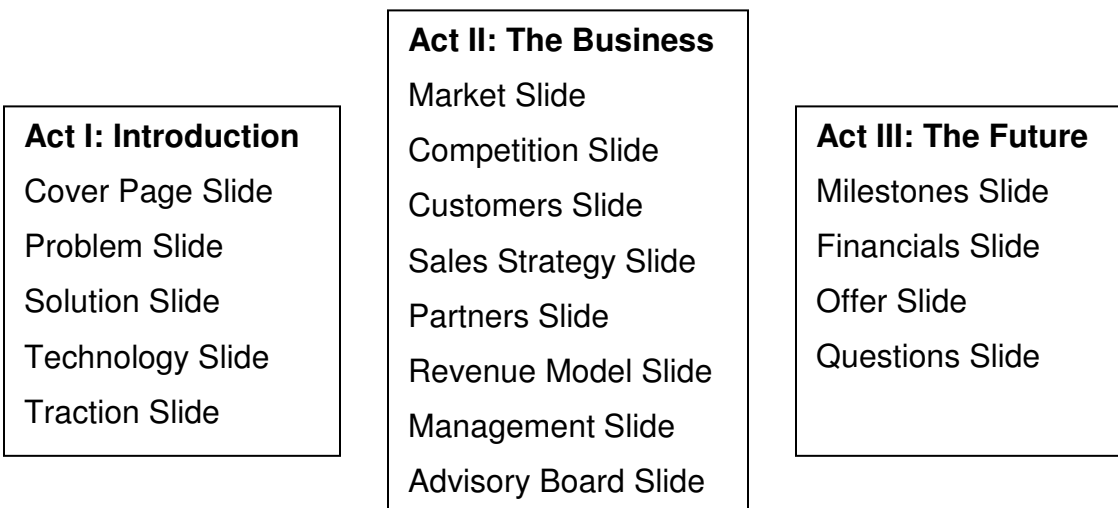 Act I: Introduction
Cover Page Slide
Problem Slide
Solution Slide
Technology Slide
Traction Slide
Act II: The Business
Market Slide
Competition Slide
Customers Slide
Sales Strategy Slide
Partners Slide
Revenue Model Slide
Management Slide
Advisory Board Slide
Act III: The Future
Milestones Slide
Financials Slide
Offer Slide
Questions Slide